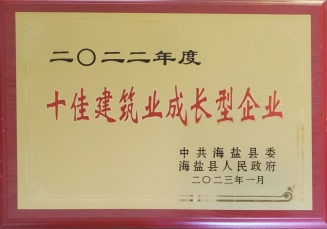 二〇二二年度
十佳建筑业成长型企业
中共海盐县委
海盐县人民政府
二〇二三年一月